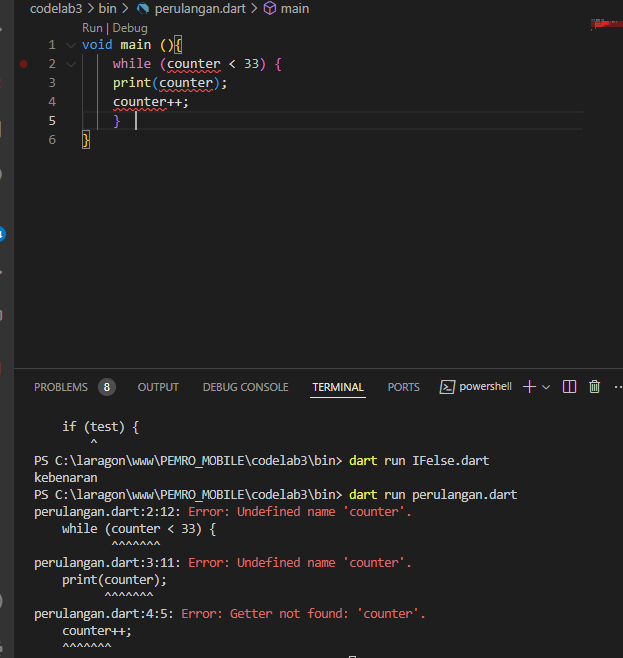 codelab3 > bin > perulangan.dart > main
Run | Debug
1 void main (){
2 while (counter < 33) {
3 print(counter);
4 counter++;
5 }
6 }
PROBLEMS 8 OUTPUT DEBUG CONSOLE TERMINAL PORTS powershell
if (test) {
^
PS C:\laragon\www\PEMRO_MOBILE\codelab3\bin> dart run IFelse.dart
kebenaran
PS C:\laragon\www\PEMRO_MOBILE\codelab3\bin> dart run perulangan.dart
perulangan.dart:2:12: Error: Undefined name 'counter'.
while (counter < 33) {
^^^^^^^
perulangan.dart:3:11: Error: Undefined name 'counter'.
print(counter);
^^^^^^^
perulangan.dart:4:5: Error: Getter not found: 'counter'.
counter++;
^^^^^^^